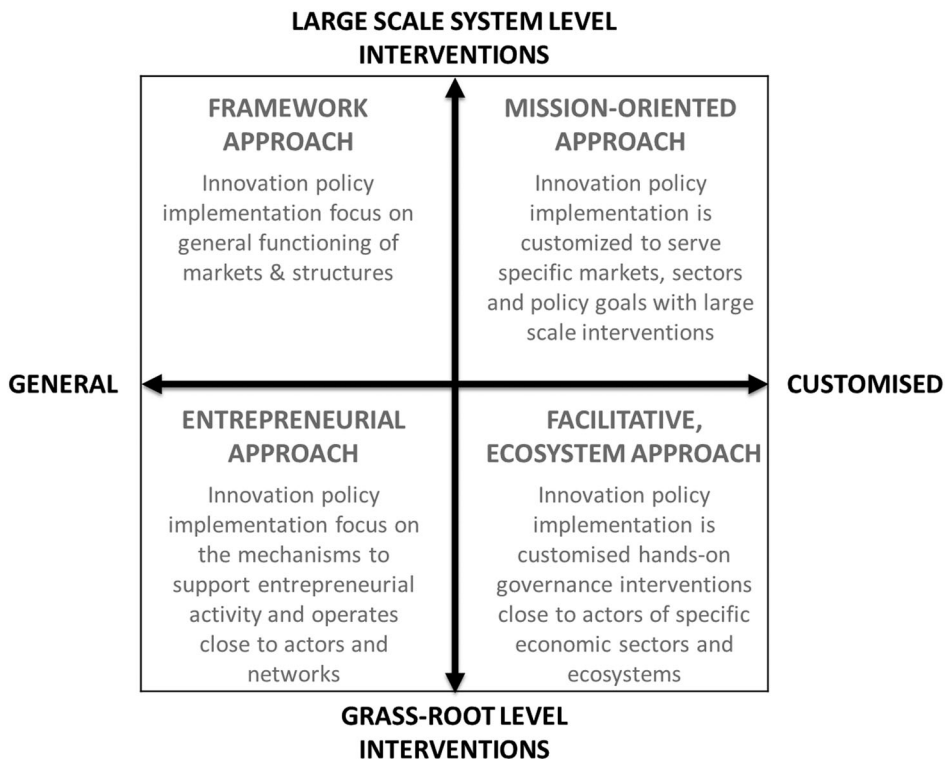 LARGE SCALE SYSTEM LEVEL
INTERVENTIONS
FRAMEWORK
APPROACH
Innovation policy
implementation focus on
general functioning of
markets & structures
MISSION-ORIENTED
APPROACH
Innovation policy
implementation is
customized to serve
specific markets, sectors
and policy goals with large
scale interventions
GENERAL
CUSTOMISED
ENTREPRENEURIAL
APPROACH
Innovation policy
implementation focus on
the mechanisms to
support entrepreneurial
activity and operates
close to actors and
networks
FACILITATIVE,
ECOSYSTEM APPROACH
Innovation policy
implementation is
customised hands-on
governance interventions
close to actors of specific
economic sectors and
ecosystems
GRASS-ROOT LEVEL
INTERVENTIONS